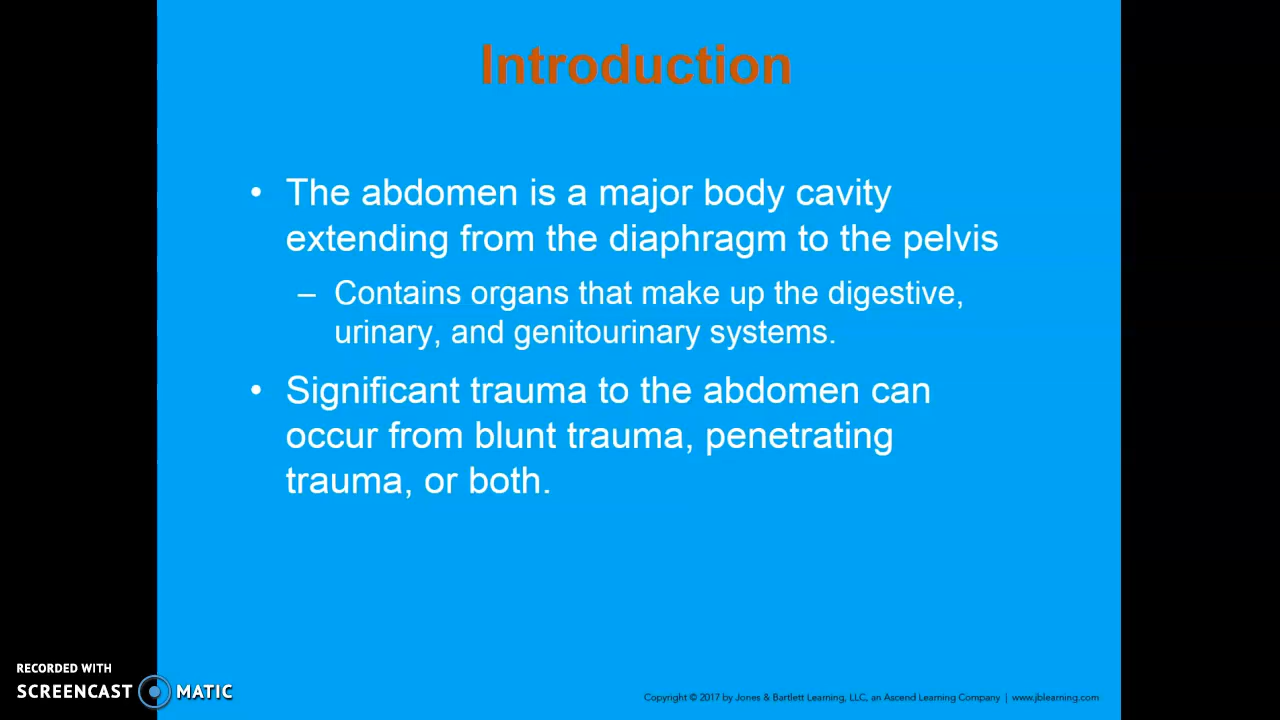 Introduction
• The abdomen is a major body cavity
extending from the diaphragm to the pelvis
– Contains organs that make up the digestive,
urinary, and genitourinary systems.
• Significant trauma to the abdomen can
occur from blunt trauma, penetrating
trauma, or both.
RECORDED WITH
SCREENCAST MATIC
Copyright © 2017 by Jones & Bartlett Learning, LLC, an Ascend Learning Company | www.jblearning.com